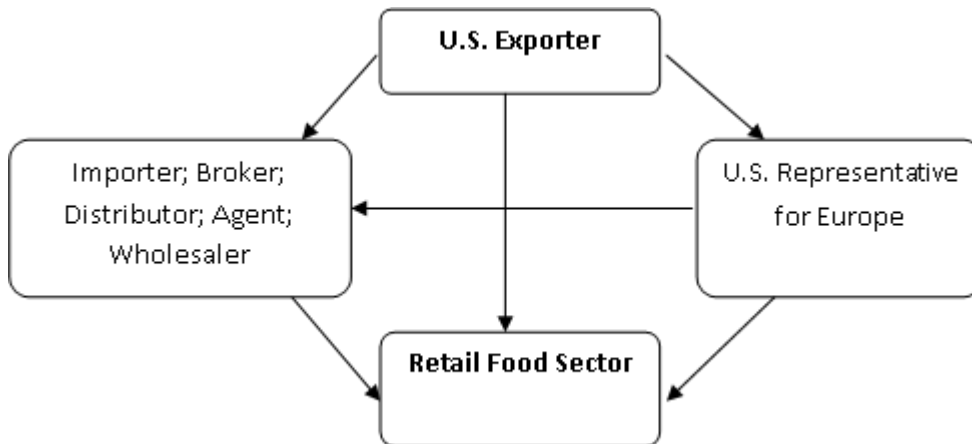 U.S. Exporter
Importer; Broker;
Distributor; Agent;
Wholesaler
U.S. Representative
for Europe
Retail Food Sector